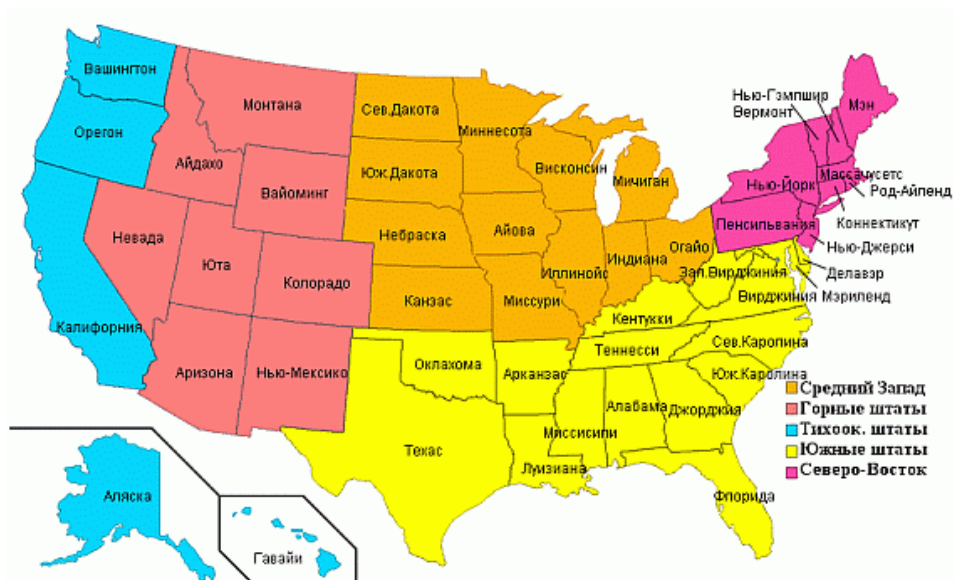 Вашингтон
Монтана
Сев.Дакота
Миннесота
Нью-Гэмпшир
Вермонт
Мэн
Орегон
Айдахо
Юж.Дакота
Висконсин
Мичиган
Массачусетс
Род-Айленд
Нью-Йорк
Вайоминг
Коннектикут
Пенсильвания
Небраска
Айова
Невада
Нью-Джерси
Огайо
Индиана
Иллинойс
Юта
Зап.Вирджиния
Делавэр
Колорадо
Канзас
Миссури
Вирджиния
Мэриленд
Кентукки
Калифорния
Сев.Каролина
Теннесси
Оклахома
Арканзас
Аризона
Нью-Мексико
Юж.Каролина
Алабама
Джорджия
Миссисипи
Техас
Луизиана
Флорида
Аляска
Гавайи
Средний Запад
Горные штаты
Тихоок. штаты
Южные штаты
Северо-Восток